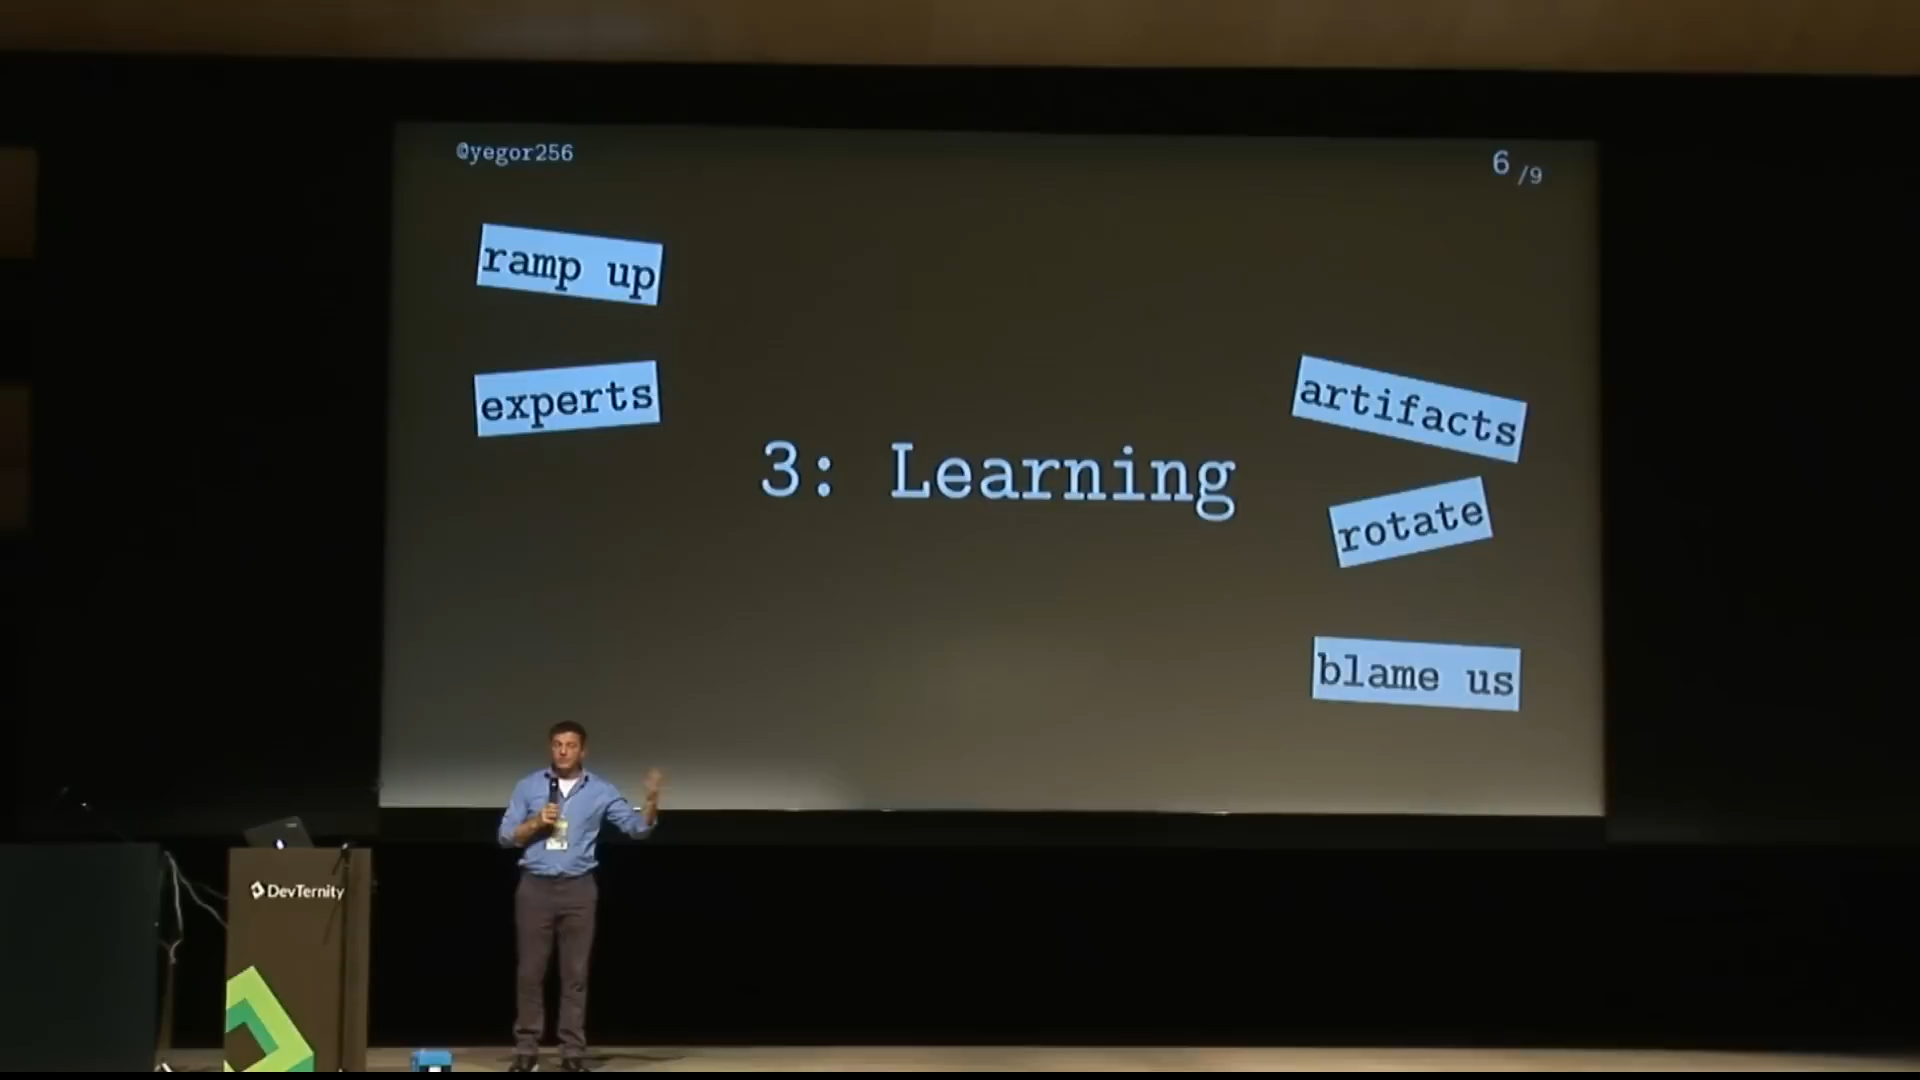 @yegor256
6 /9
ramp up
experts
3: Learning
artifacts
rotate
blame us
DevTernity